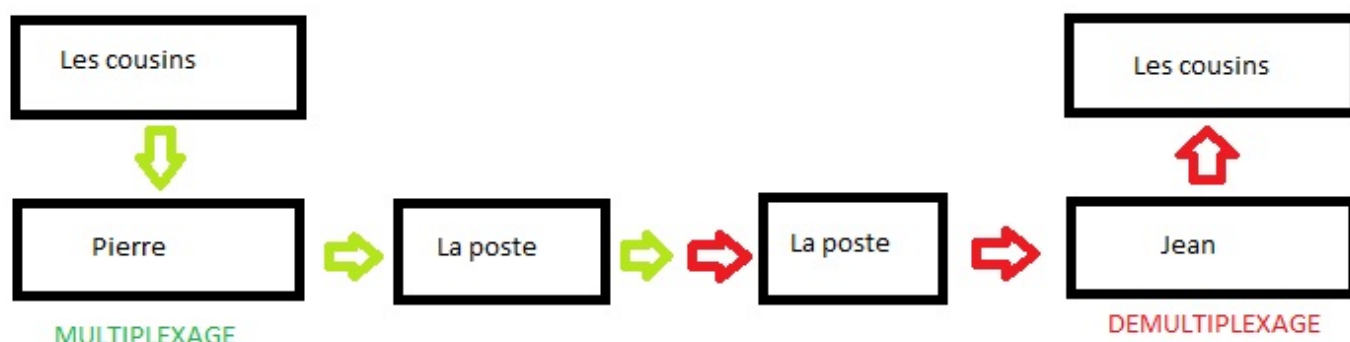 Les cousins
Les cousins
Pierre
La poste
La poste
Jean
MULTIPLEXAGE
DEMULTIPLEXAGE